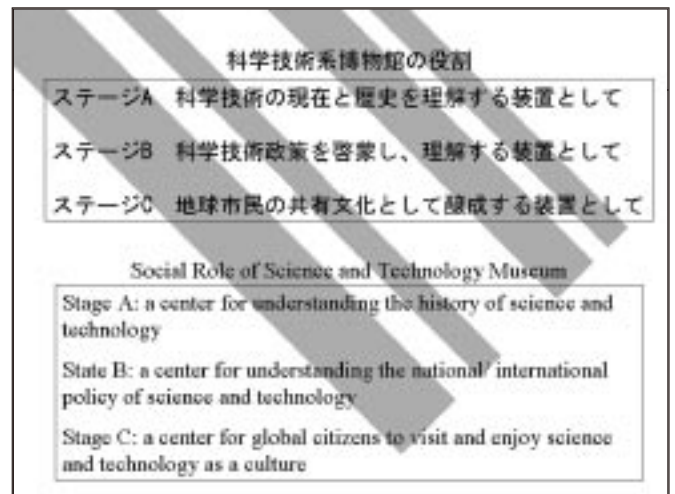 科学技術系博物館の役割
ステージA　科学技術の現在と歴史を理解する装置として
ステージB　科学技術政策を啓蒙し、理解する装置として
ステージC　地球市民の共有文化として醸成する装置として
Social Role of Science and Technology Museum
Stage A: a center for understanding the history of science and
technology
State B: a center for understanding the national/ international
policy of science and technology
Stage C: a center for global citizens to visit and enjoy science
and technology as a culture